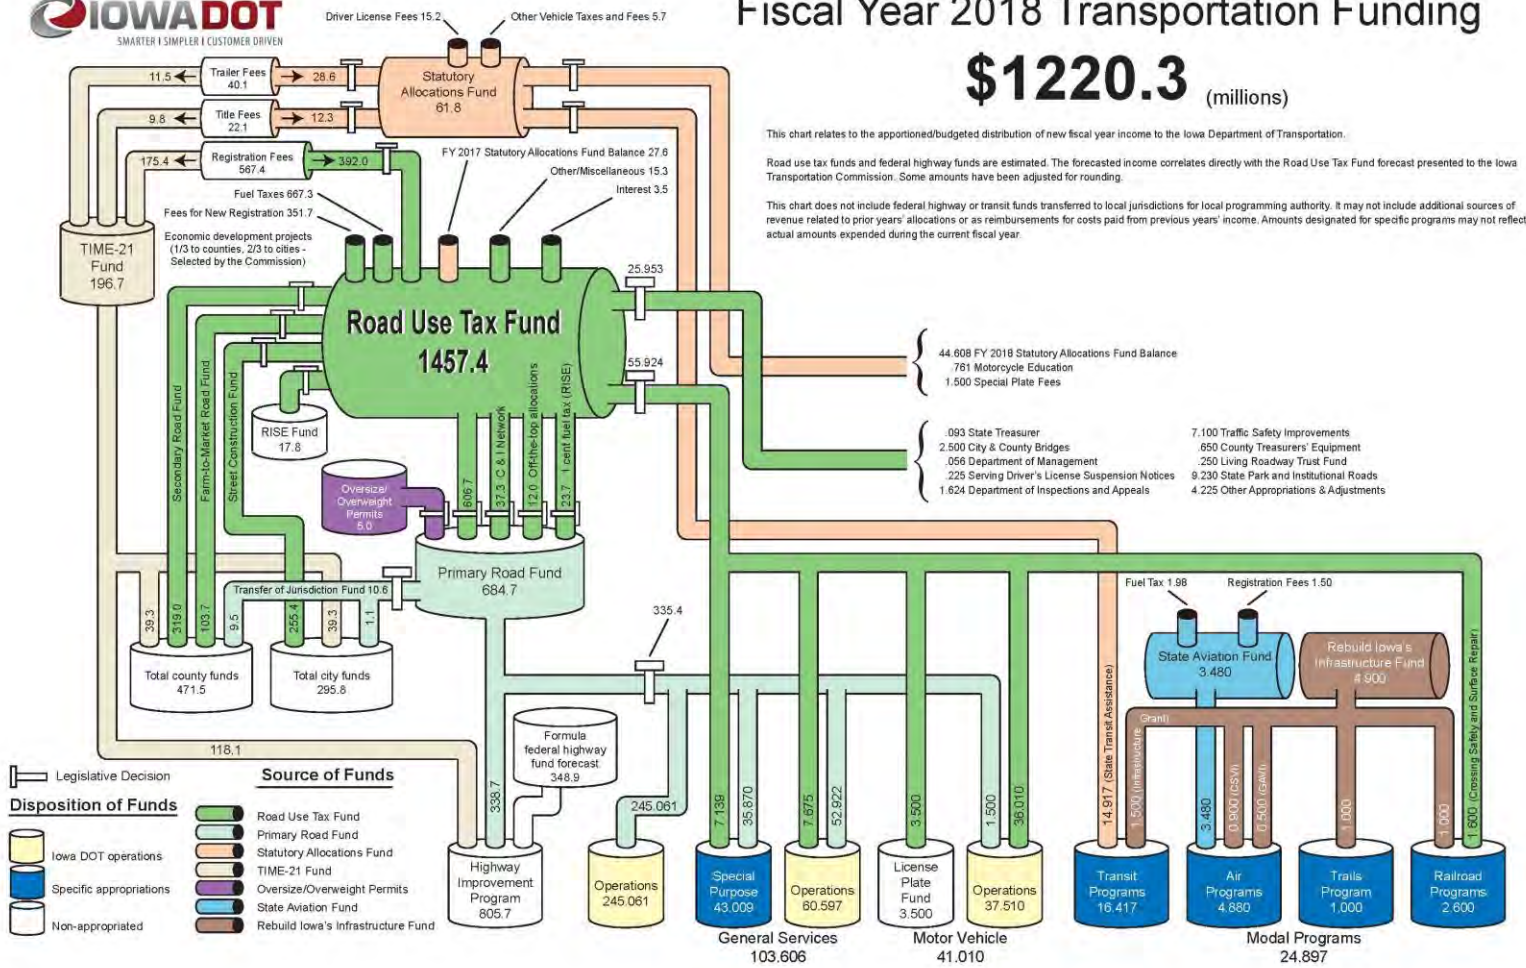 IOWADOT
SMARTER I SIMPLER I CUSTOMER DRIVEN
Fiscal Year 2018 Transportation Funding
$1220.3 (millions)
This chart relates to the apportioned/budgeted distribution of new fiscal year income to the Iowa Department of Transportation.
Road use tax funds and federal highway funds are estimated. The forecasted income correlates directly with the Road Use Tax Fund forecast presented to the Iowa
Transportation Commission. Some amounts have been adjusted for rounding.
This chart does not include federal highway or transit funds transferred to local jurisdictions for local programming authority. It may not include additional sources of
revenue related to prior years' allocations or as reimbursements for costs paid from previous years' income. Amounts designated for specific programs may not reflect
actual amounts expended during the current fiscal year.
Driver License Fees 15.2
Other Vehicle Taxes and Fees 5.7
11.5
Trailer Fees
40.1
28.6
Statutory
Allocations Fund
61.8
9.8
Title Fees
22.1
12.3
175.4
Registration Fees
567.4
392.0
FY 2017 Statutory Allocations Fund Balance 27.6
Other/Miscellaneous 15.3
Interest 3.5
Fuel Taxes 667.3
Fees for New Registration 351.7
Economic development projects
(1/3 to counties, 2/3 to cities -
Selected by the Commission)
TIME-21
Fund
196.7
Road Use Tax Fund
1457.4
25.953
55.924
44.608 FY 2018 Statutory Allocations Fund Balance
.761 Motorcycle Education
1.500 Special Plate Fees
.093 State Treasurer
2.500 City & County Bridges
.056 Department of Management
.225 Serving Driver's License Suspension Notices
1.624 Department of Inspections and Appeals
7.100 Traffic Safety Improvements
.650 County Treasurers' Equipment
.250 Living Roadway Trust Fund
9.230 State Park and Institutional Roads
4.225 Other Appropriations & Adjustments
Secondary Road Fund
Farm-to-Market Road Fund
Street Construction Fund
RISE Fund
17.8
Oversize/
Overweight
Permits
5.0
606.7
37.3 C & I Network
12.0 Off-the-top allocations
23.7 1 cent fuel tax (RISE)
Primary Road Fund
684.7
Transfer of Jurisdiction Fund 10.6
39.3
319.0
103.7
9.5
255.4
39.3
1.1
Total county funds
471.5
Total city funds
295.8
335.4
118.1
338.7
Formula
federal highway
fund forecast
348.9
Fuel Tax 1.98
Registration Fees 1.50
State Aviation Fund
3.480
Rebuild Iowa's
Infrastructure Fund
4.900
245.061
7.139
35.870
7.675
52.922
3.500
1.500
36.010
14.917 (State Transit Assistance)
1.500 (Infrastructure
Grant)
3.480
0.900 (CSVI)
0.500 (GAVI)
1.000
1.000
1.600 (Crossing Safety and Surface Repair)
Highway
Improvement
Program
805.7
Operations
245.061
Special
Purpose
43.009
Operations
60.597
License
Plate
Fund
3.500
Operations
37.510
Transit
Programs
16.417
Air
Programs
4.880
Trails
Program
1.000
Railroad
Programs
2.600
General Services
103.606
Motor Vehicle
41.010
Modal Programs
24.897
Legislative Decision
Disposition of Funds
Iowa DOT operations
Specific appropriations
Non-appropriated
Source of Funds
Road Use Tax Fund
Primary Road Fund
Statutory Allocations Fund
TIME-21 Fund
Oversize/Overweight Permits
State Aviation Fund
Rebuild Iowa's Infrastructure Fund